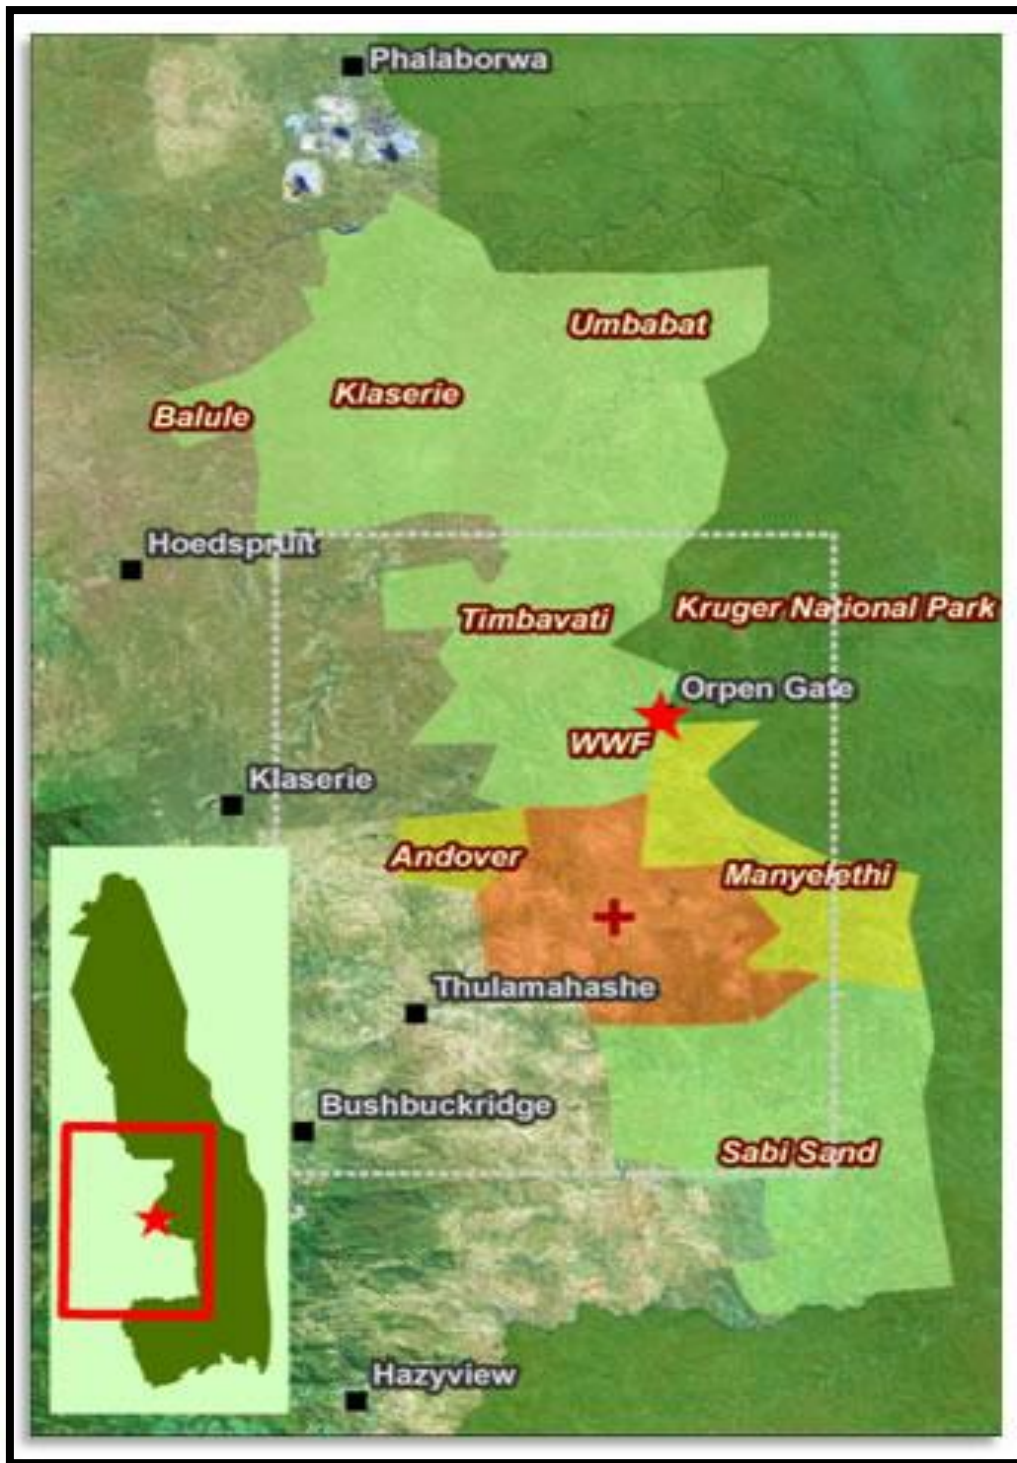 Phalaborwa
Umbabat
Klaserie
Balule
Hoedspruit
Timbavati
Kruger National Park
Orpen Gate
WWF
Klaserie
Andover
Manyelethi
Thulamahashe
Bushbuckridge
Sabi Sand
Hazyview